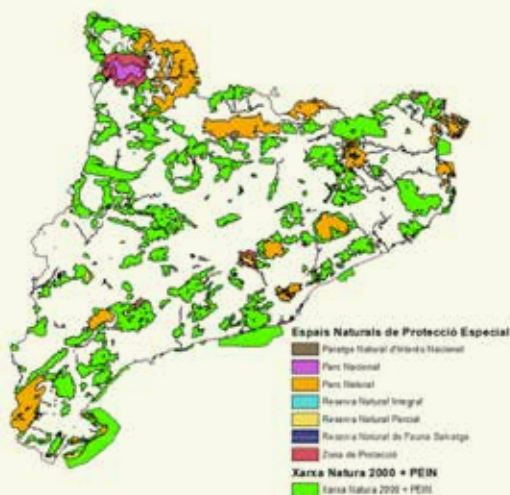 Espais Naturals de Protecció Especial
Paratge Natural d'Interès Nacional
Parc Nacional
Parc Natural
Reserva Natural Integral
Reserva Natural Parcial
Reserva Natural de Fauna Salvatge
Zona de Protecció
Xarxa Natura 2000 + PEIN
Xarxa Natura 2000 + PEIN